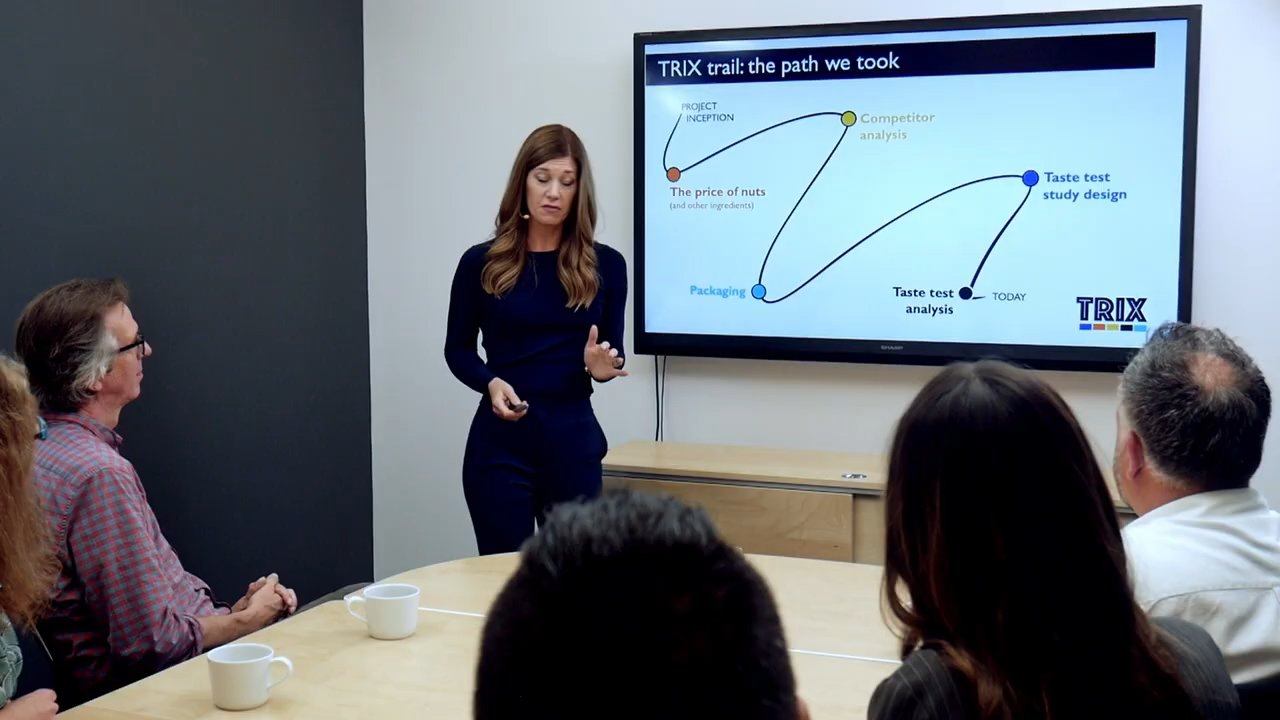 TRIX trail: the path we took
PROJECT
INCEPTION
Competitor
analysis
The price of nuts
(and other ingredients)
Taste test
study design
Packaging
Taste test
analysis
TODAY
TRIX
SHARP